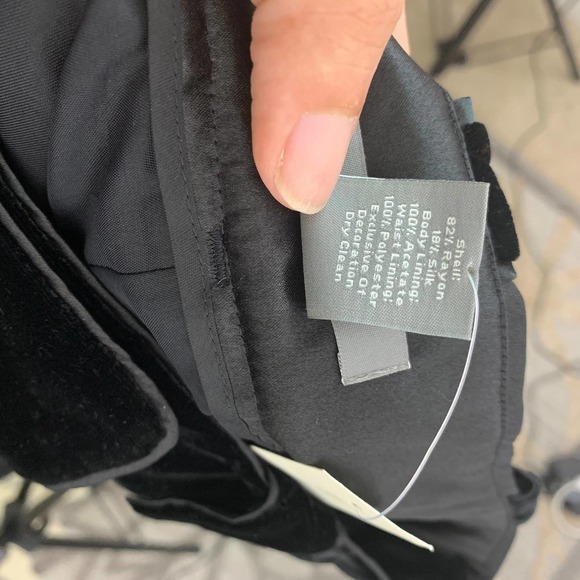 Shell:
82% Rayon
18% Silk
Body Lining:
100% Acetate
Waist Lining:
100% Polyester
Exclusive Of
Decoration
Dry Clean